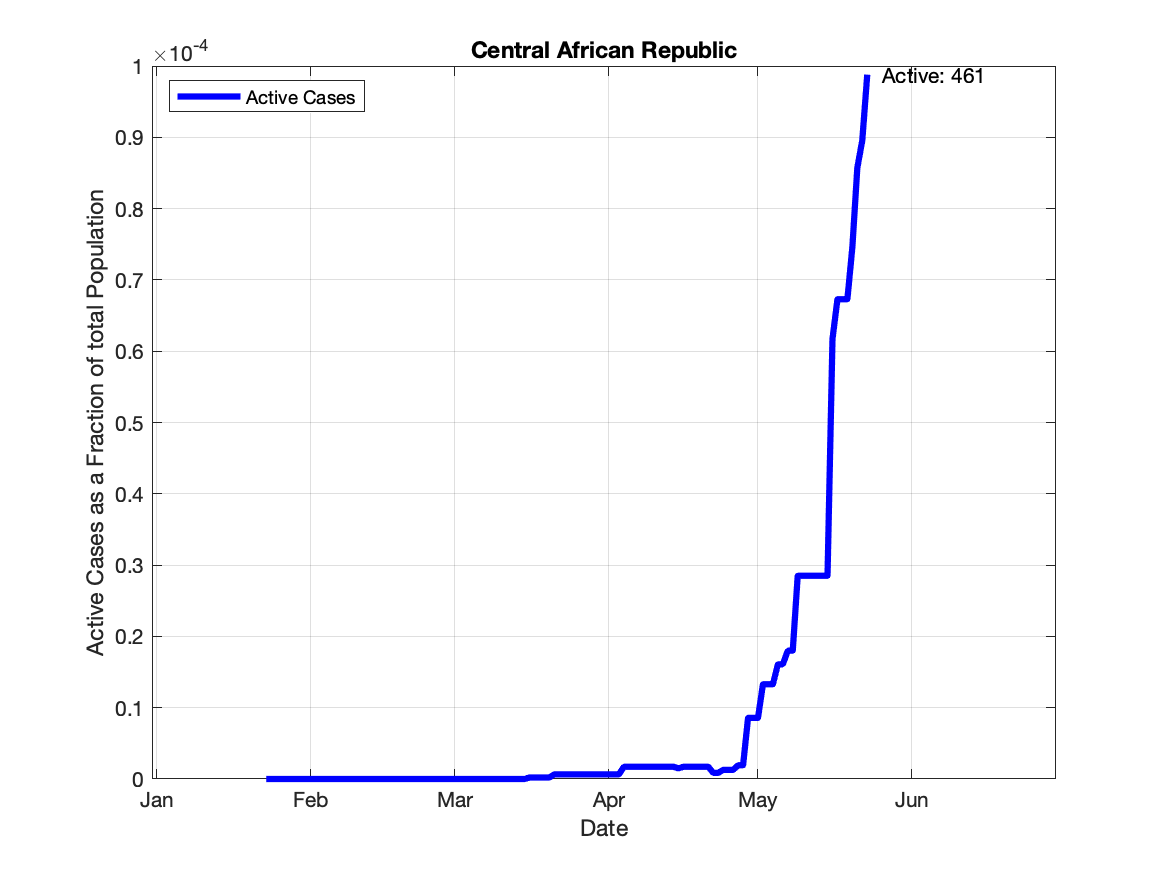 Central African Republic
×10-4
Active Cases
Active: 461
1
0.9
0.8
0.7
0.6
0.5
0.4
0.3
0.2
0.1
0
Active Cases as a Fraction of total Population
Jan Feb Mar Apr May Jun
Date